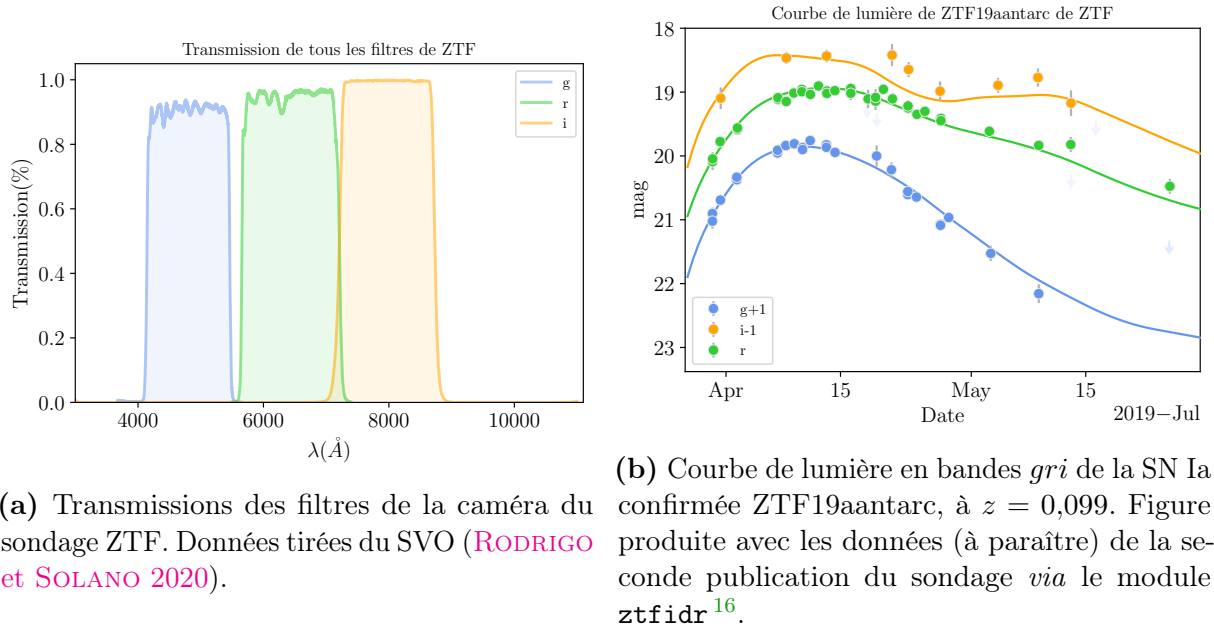 Transmission de tous les filtres de ZTF
1.0
0.8
0.6
0.4
0.2
0.0
Transmission(%)
g
r
i
4000
6000
8000
10000
λ(Å)
(a) Transmissions des filtres de la caméra du
sondage ZTF. Données tirées du SVO (RODRIGO
et SOLANO 2020).
Courbe de lumière de ZTF19aantarc de ZTF
18
19
20
21
22
23
mag
g+1
i-1
r
Apr
15
May
15
Date
2019−Jul
(b) Courbe de lumière en bandes gri de la SN Ia
confirmée ZTF19aantarc, à z = 0,099. Figure
produite avec les données (à paraître) de la se-
conde publication du sondage via le module
ztfidr 16.